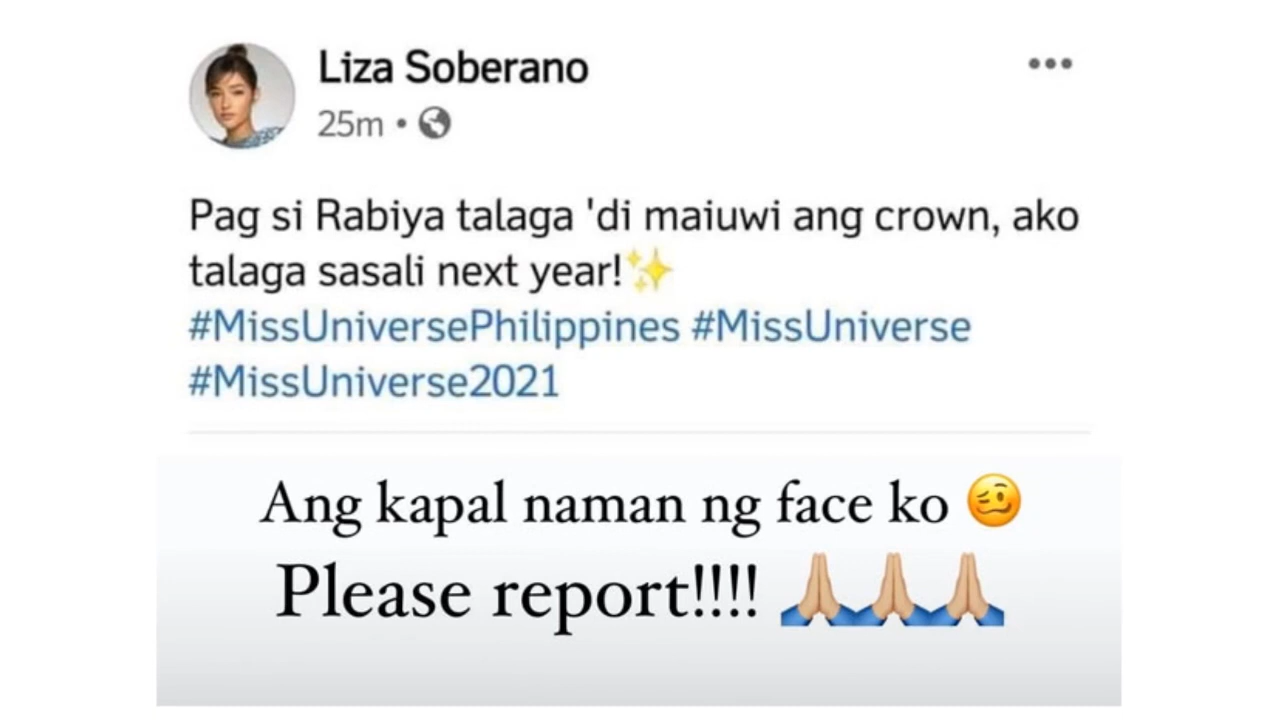 Liza Soberano
25m •
Pag si Rabiya talaga 'di maiuwi ang crown, ako
talaga sasali next year!✨
#MissUniversePhilippines #MissUniverse
#MissUniverse2021
Ang kapal naman ng face ko 🥴
Please report!!!! 🙏🏼🙏🏼🙏🏼